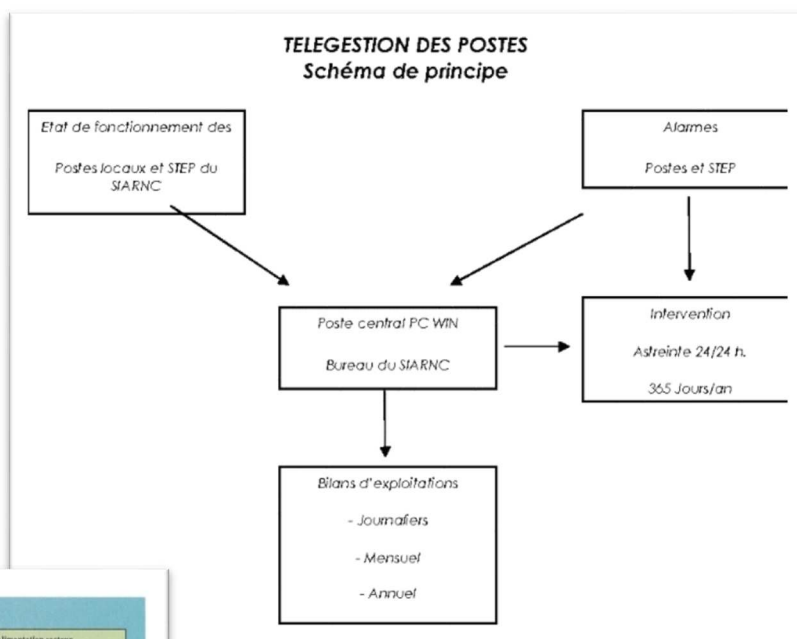 TELEGESTION DES POSTES
Schéma de principe
Etat de fonctionnement des
Postes locaux et STEP du
SIARNC
Alarmes
Postes et STEP
Poste central PC WIN
Bureau du SIARNC
Intervention
Astreinte 24/24 h.
365 Jours/an
Bilans d'exploitations
- Journaliers
- Mensuel
- Annuel